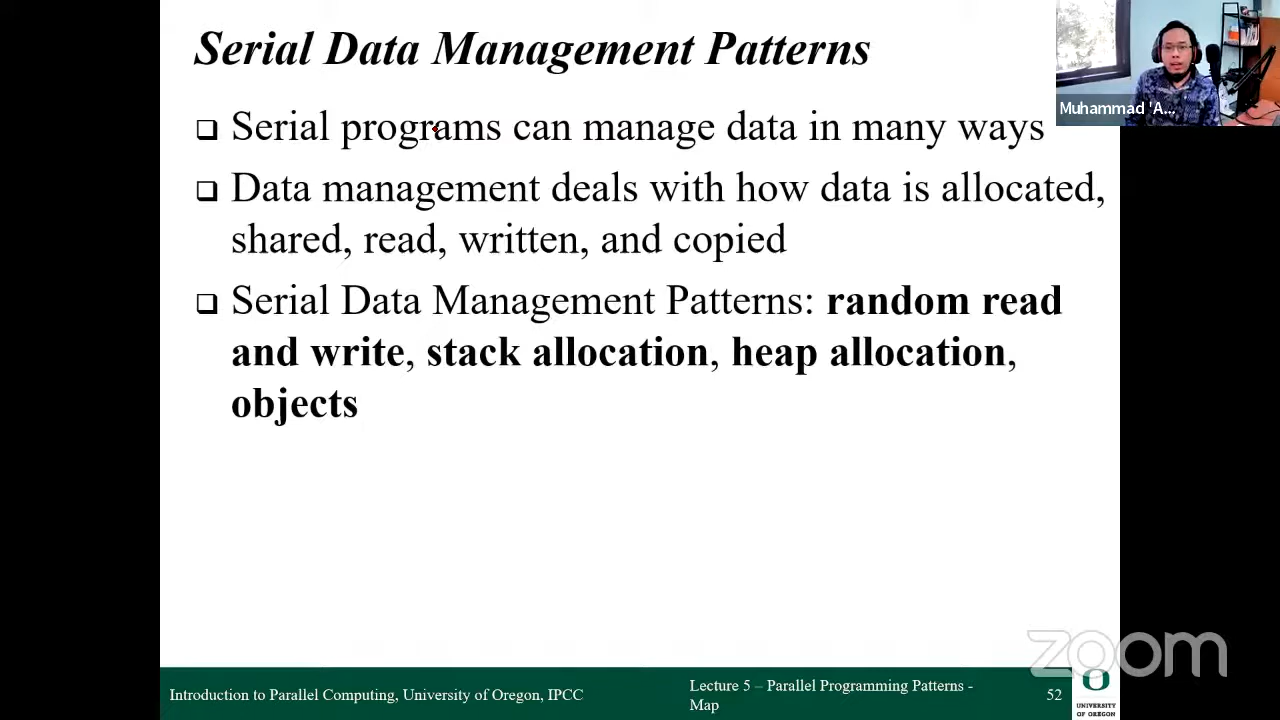 Serial Data Management Patterns
Muhammad 'A...
Serial programs can manage data in many ways
Data management deals with how data is allocated,
shared, read, written, and copied
Serial Data Management Patterns: random read
and write, stack allocation, heap allocation,
objects
zoom
Introduction to Parallel Computing, University of Oregon, IPCC
Lecture 5 – Parallel Programming Patterns -
Map
52
O
UNIVERSITY
OF OREGON